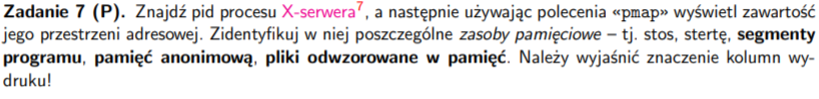 Zadanie 7 (P). Znajdź pid procesu X-serwera7, a następnie używając polecenia «pmap» wyświetl zawartość
jego przestrzeni adresowej. Zidentyfikuj w niej poszczególne zasoby pamięciowe – tj. stos, stertę, segmenty
programu, pamięć anonimową, pliki odwzorowane w pamięć. Należy wyjaśnić znaczenie kolumn wy-
druku!